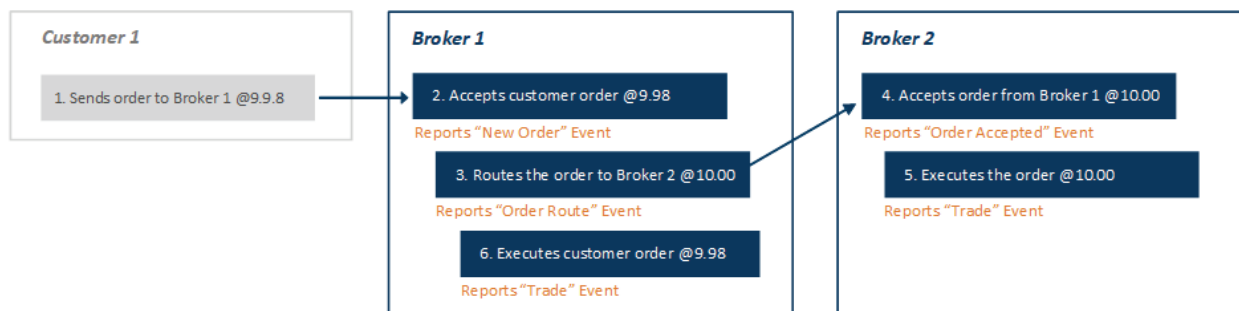 Customer 1
1. Sends order to Broker 1 @9.9.8
Broker 1
2. Accepts customer order @9.98
Reports “New Order” Event
3. Routes the order to Broker 2 @10.00
Reports “Order Route” Event
6. Executes customer order @9.98
Reports “Trade” Event
Broker 2
4. Accepts order from Broker 1 @10.00
Reports “Order Accepted” Event
5. Executes the order @10.00
Reports “Trade” Event